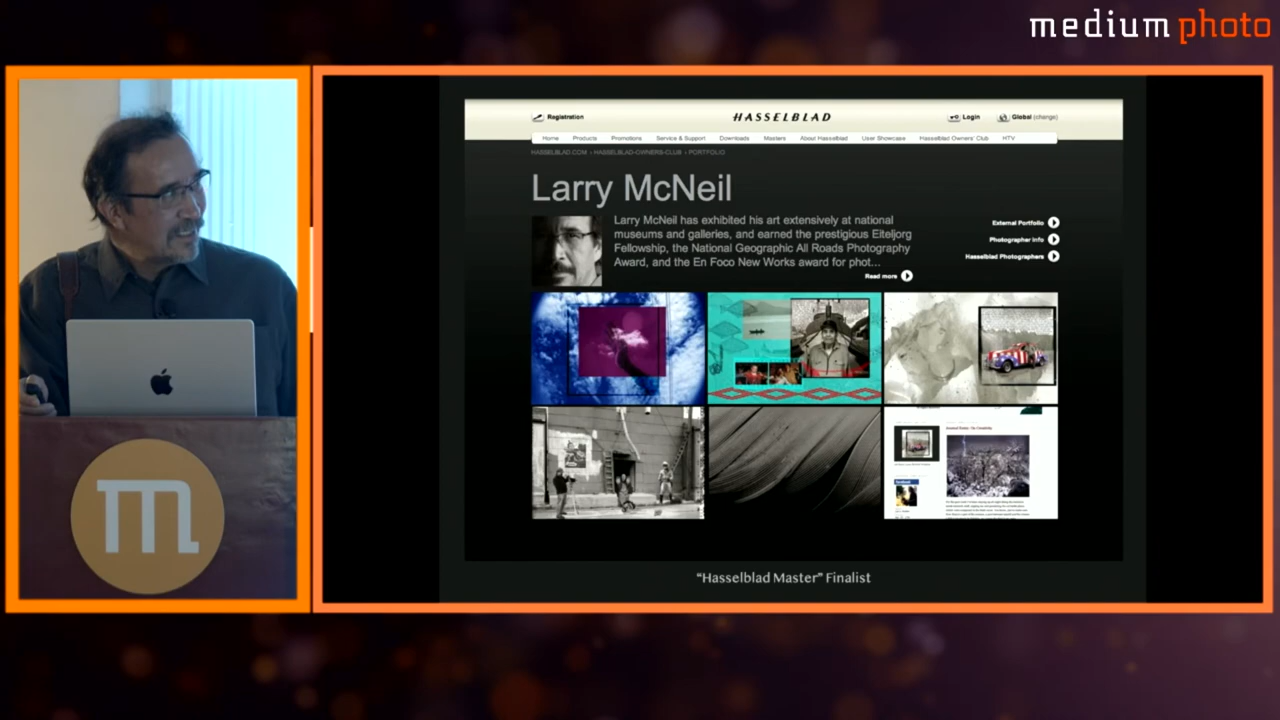 medium photo
Registration
HASSELBLAD
Login
Global (change)
Home Products Promotions Service & Support Downloads Masters About Hasselblad User Showcase Hasselblad Owners' Club HTV
HASSELBLAD.COM › HASSELBLAD-OWNERS-CLUB › PORTFOLIO
Larry McNeil
Larry McNeil has exhibited his art extensively at national
museums and galleries, and earned the prestigious Eiteljorg
Fellowship, the National Geographic All Roads Photography
Award, and the En Foco New Works award for phot...
Read more
External Portfolio
Photographer Info
Hasselblad Photographers
facebook
m
"Hasselblad Master" Finalist